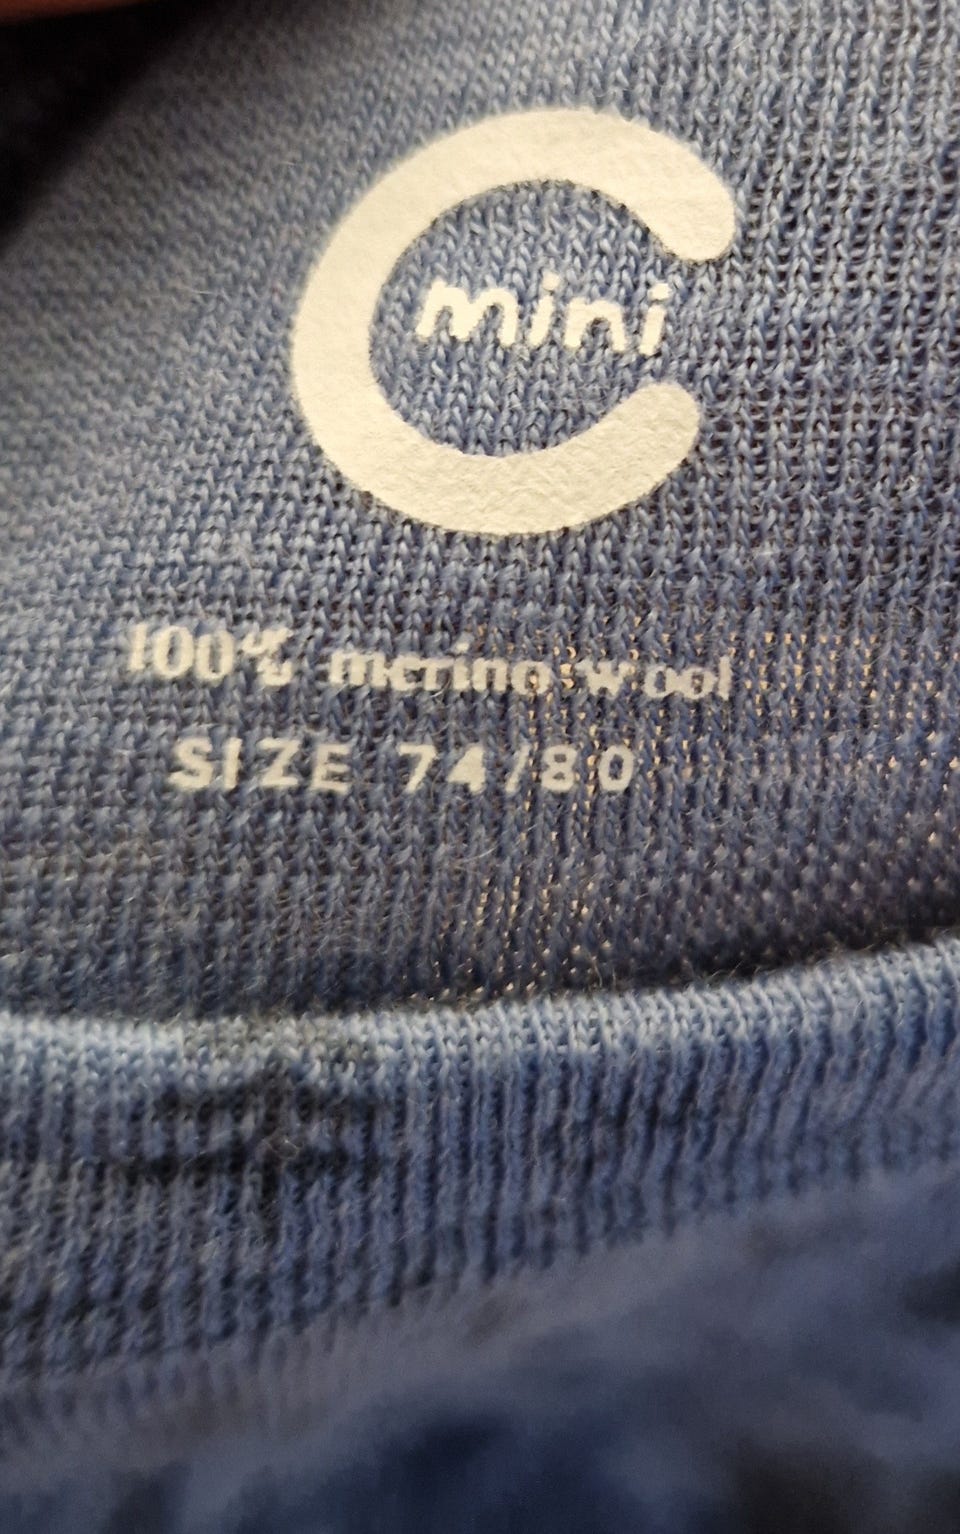 C
mini
100% merino wool
SIZE 74/80